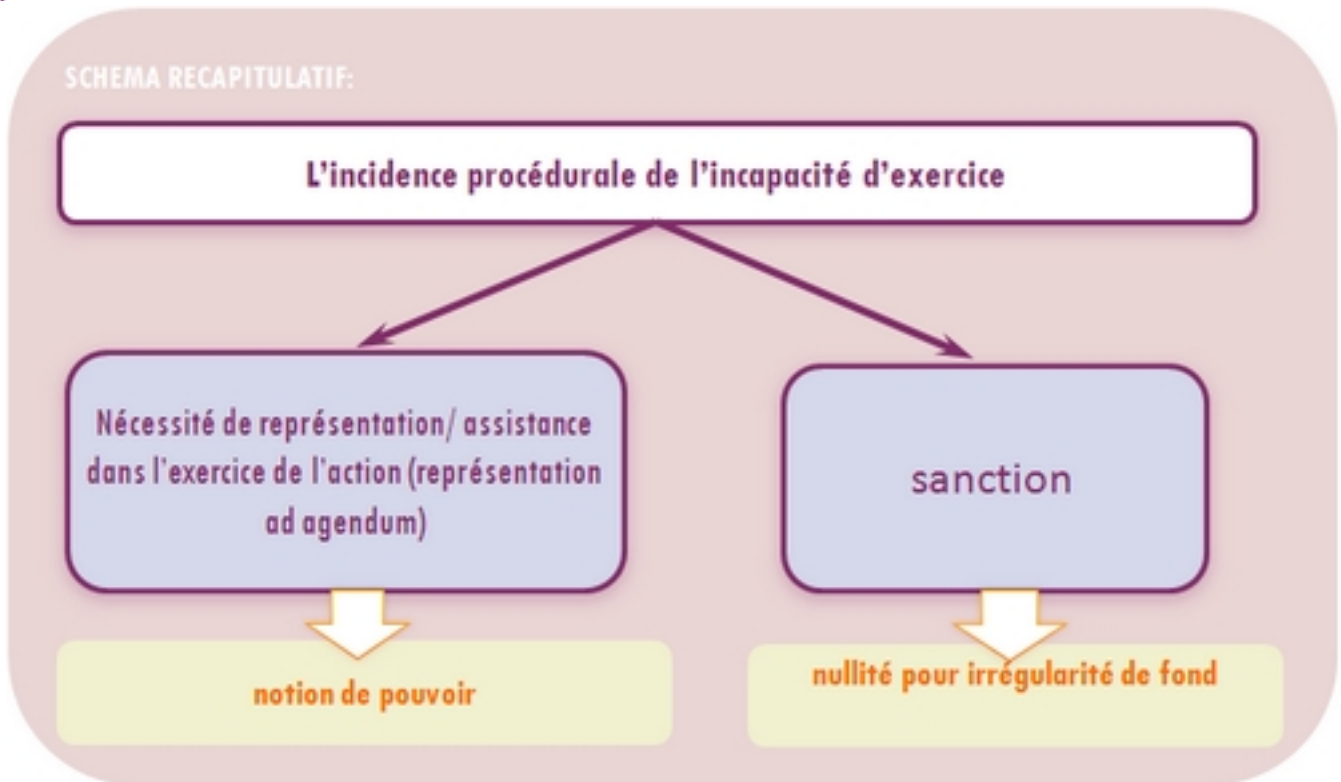 SCHEMA RECAPITULATIF:
L’incidence procédurale de l’incapacité d’exercice
Nécessité de représentation/ assistance
dans l’exercice de l’action (représentation
ad agendum)
sanction
notion de pouvoir
nullité pour irrégularité de fond